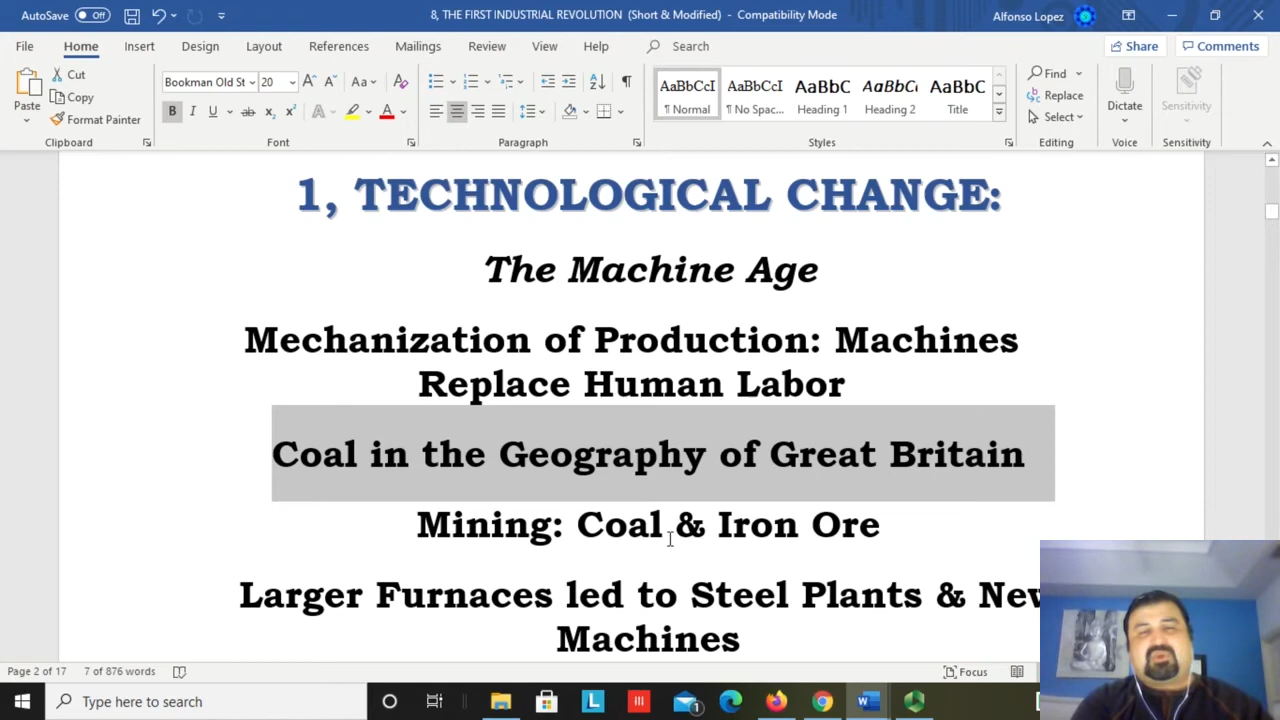 AutoSave Off 8, THE FIRST INDUSTRIAL REVOLUTION (Short & Modified) - Compatibility Mode Alfonso Lopez
File Home Insert Design Layout References Mailings Review View Help Search Share Comments
Paste Cut Copy Format Painter
Bookman Old St 20 Aa
B I U ab x₂ x² A A
AaBbCcI AaBbCcI AaBbC AaBbCc AaBbC
¶ Normal ¶ No Spac... Heading 1 Heading 2 Title
Find Replace Select
Dictate Sensitivity
Clipboard Font Paragraph Styles Editing Voice Sensitivity
1, TECHNOLOGICAL CHANGE:
The Machine Age
Mechanization of Production: Machines
Replace Human Labor
Coal in the Geography of Great Britain
Mining: Coal & Iron Ore
Larger Furnaces led to Steel Plants & New
Machines
Page 2 of 17 7 of 876 words Focus
Type here to search